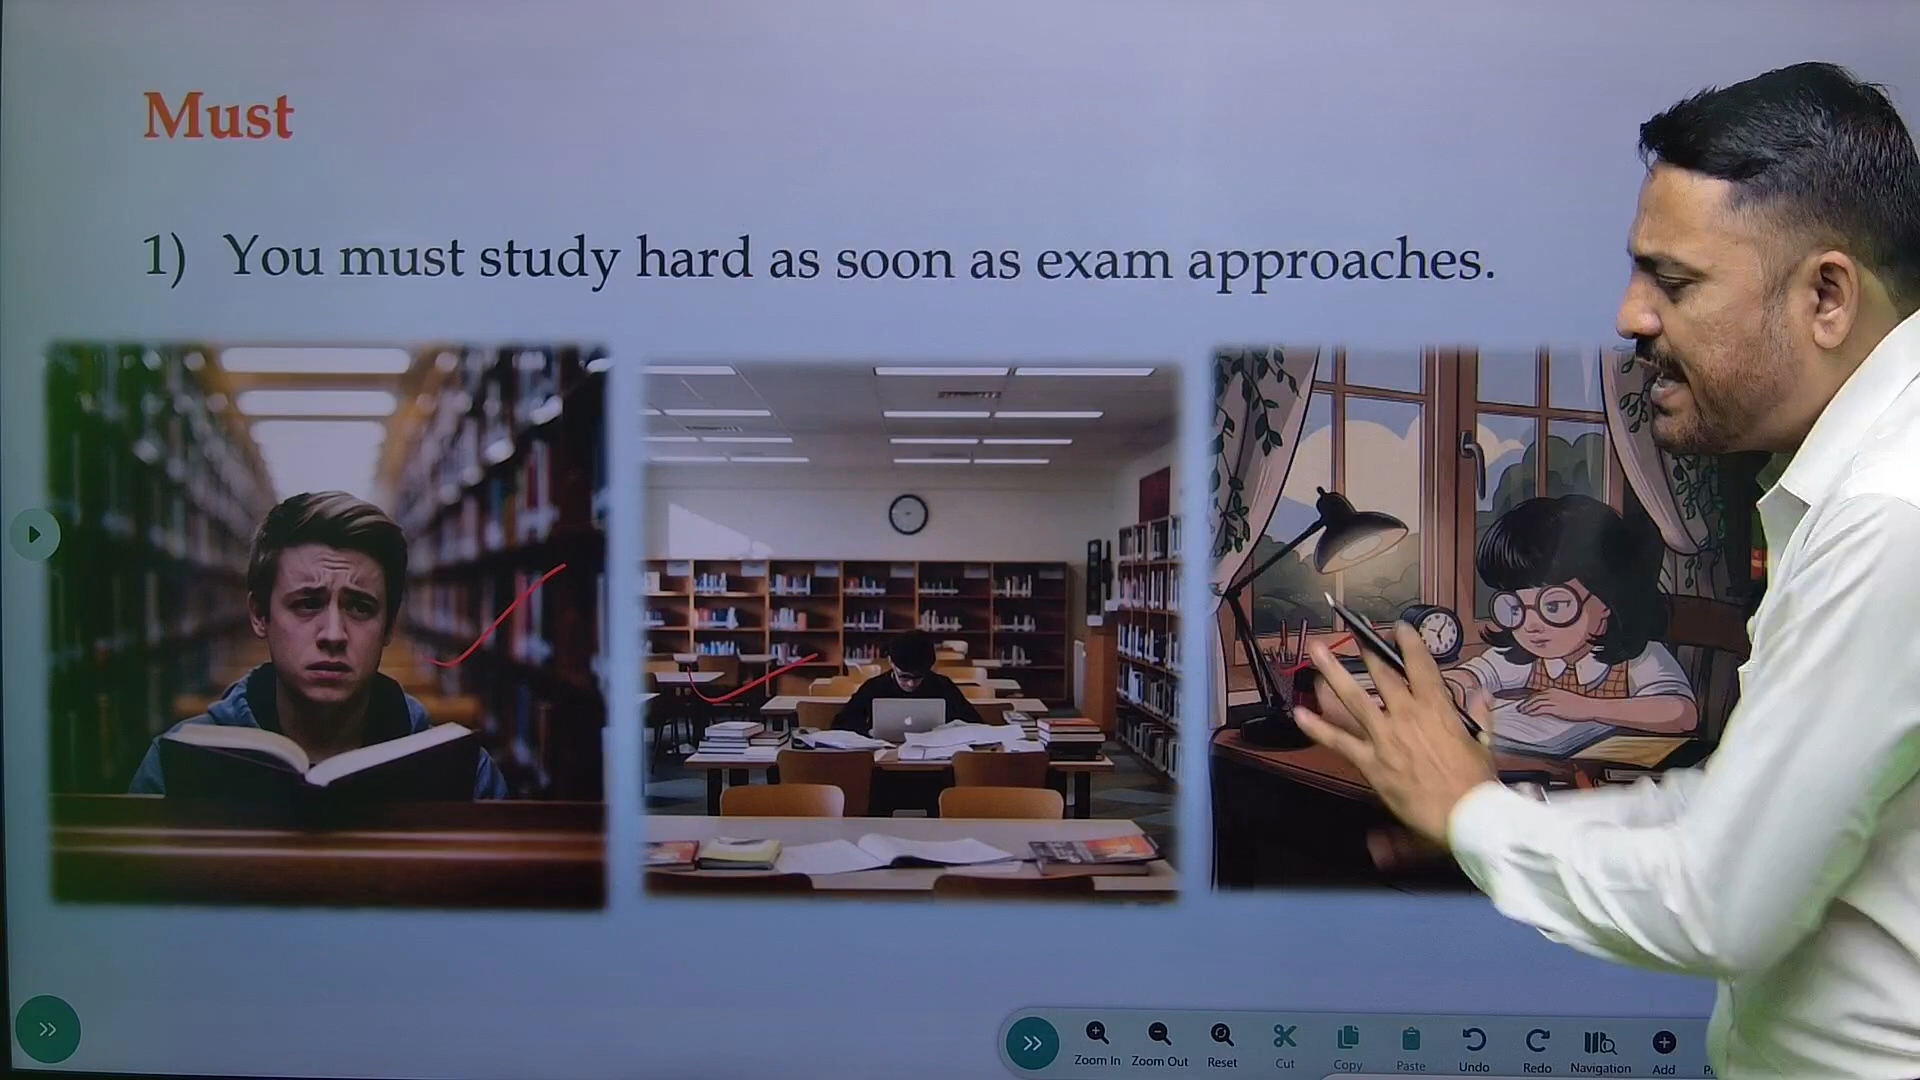 Must
1) You must study hard as soon as exam approaches.
Zoom In Zoom Out Reset Cut Copy Paste Undo Redo Navigation Add